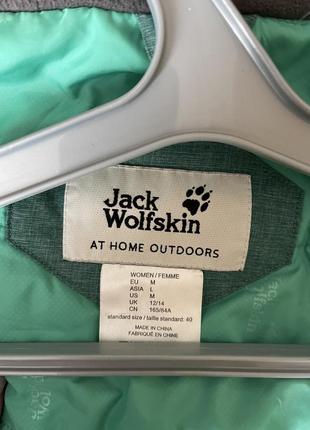 Jack
Wolfskin
AT HOME OUTDOORS
WOMEN / FEMME
EU M
ASIA L
US M
UK 12/14
CN 165/84A
standard size / taille standard: 40
MADE IN CHINA
FABRIQUÉ EN CHINE